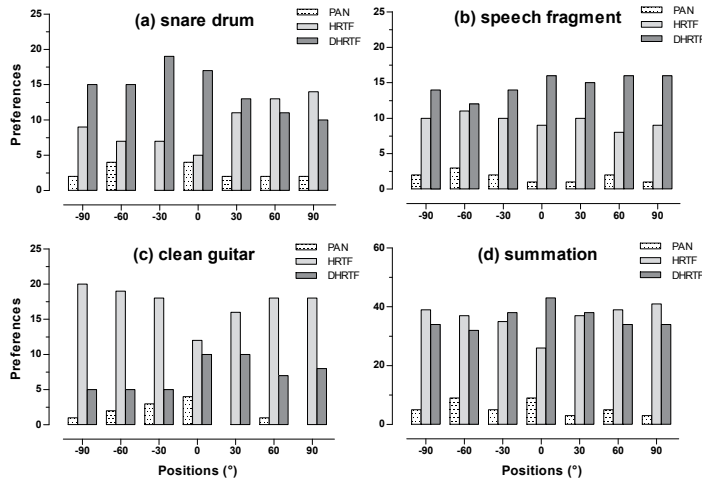 (a) snare drum
PAN
HRTF
DHRTF
Preferences
25
20
15
10
5
0
-90 -60 -30 0 30 60 90
(b) speech fragment
PAN
HRTF
DHRTF
25
20
15
10
5
0
-90 -60 -30 0 30 60 90
(c) clean guitar
PAN
HRTF
DHRTF
Preferences
25
20
15
10
5
0
-90 -60 -30 0 30 60 90
Positions (°)
(d) summation
PAN
HRTF
DHRTF
60
40
20
0
-90 -60 -30 0 30 60 90
Positions (°)